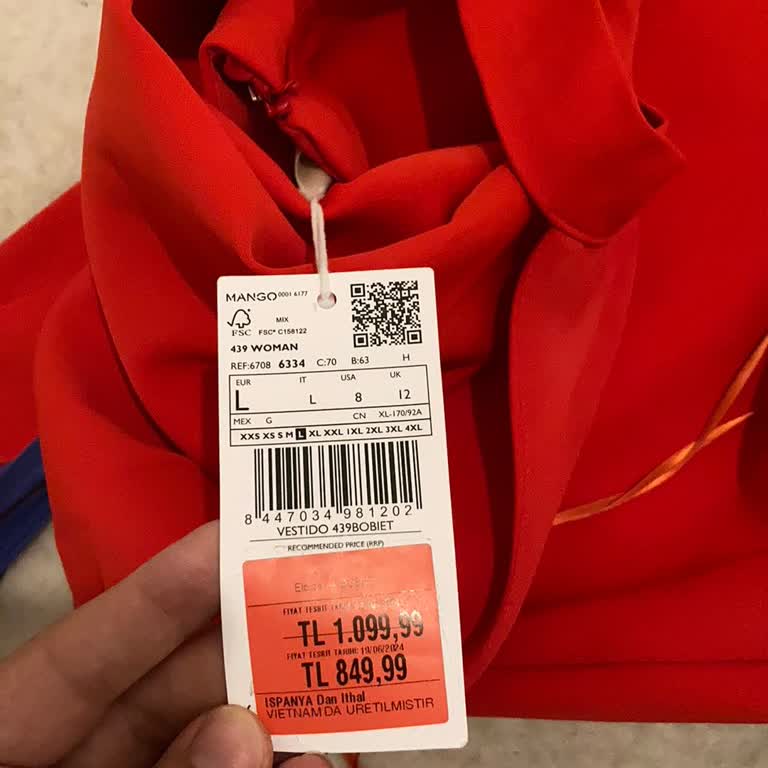 MANGO 0001 6177
MIX
FSC FSC® C158122
439 WOMAN
REF:6708 6334 C:70 B:63 H
EUR IT USA UK
L L 8 12
MEX G CN XL-170/92A
XXS XS S M L XL XXL 1XL 2XL 3XL 4XL
8 447034 981202
VESTIDO 439BOBIET
RECOMMENDED PRICE (RRP)
FIYAT TESBIT
TL 1.099,99
FIYAT TESBIT TARIHI: 19/06/2024
TL 849,99
ISPANYA Dan Ithal
VIETNAM DA URETILMISTIR